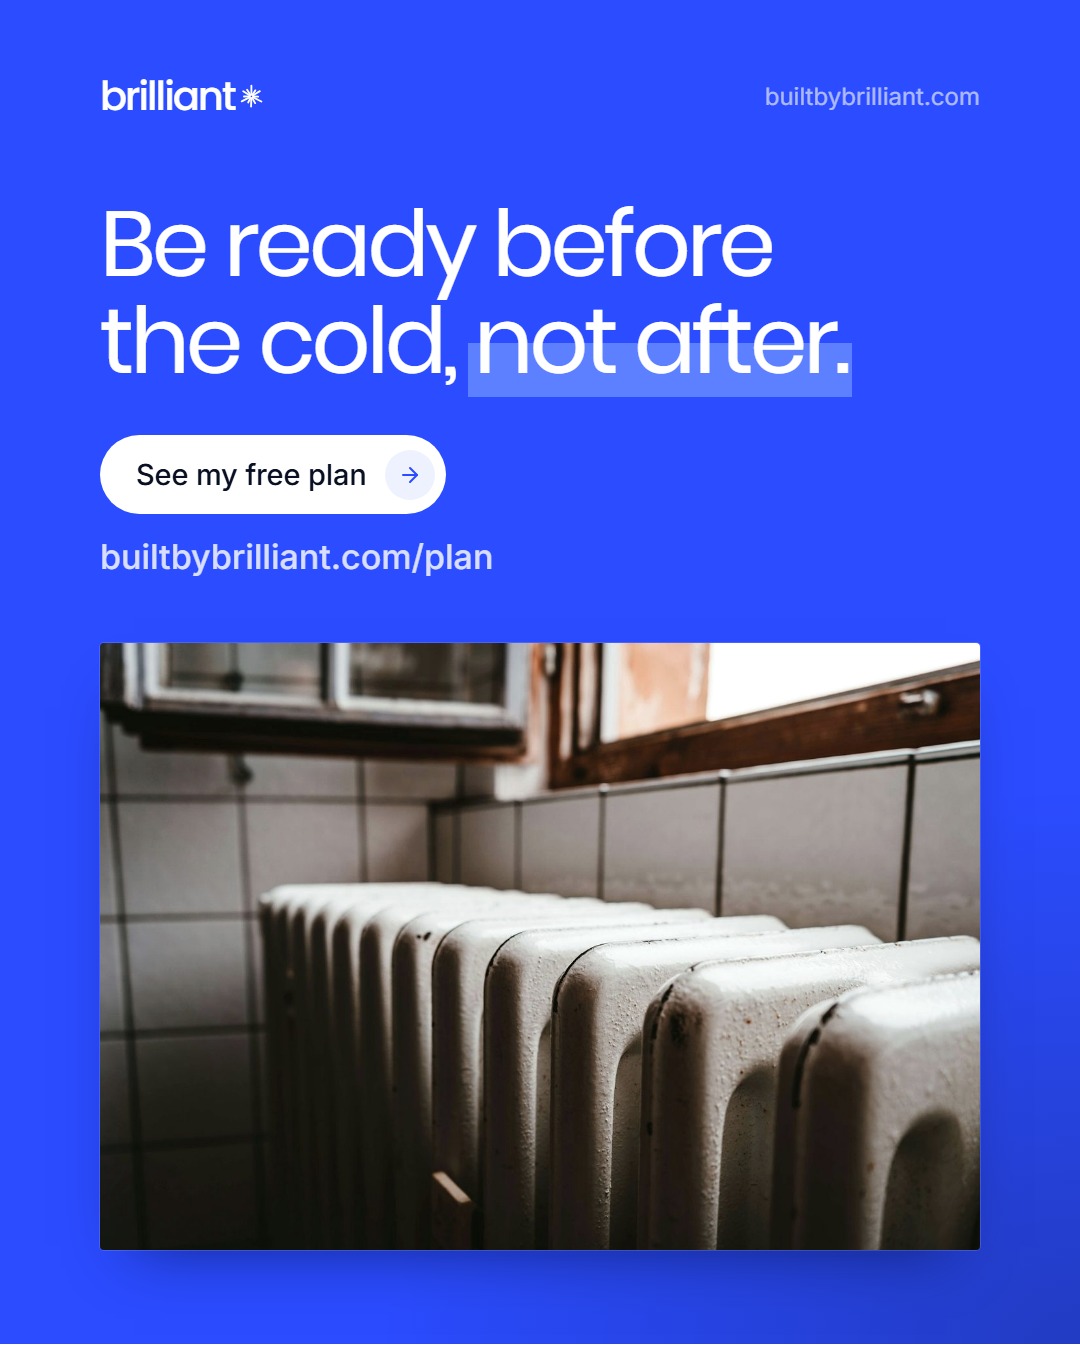 brilliant
builtbybrilliant.com
Be ready before
the cold, not after.
See my free plan
builtbybrilliant.com/plan